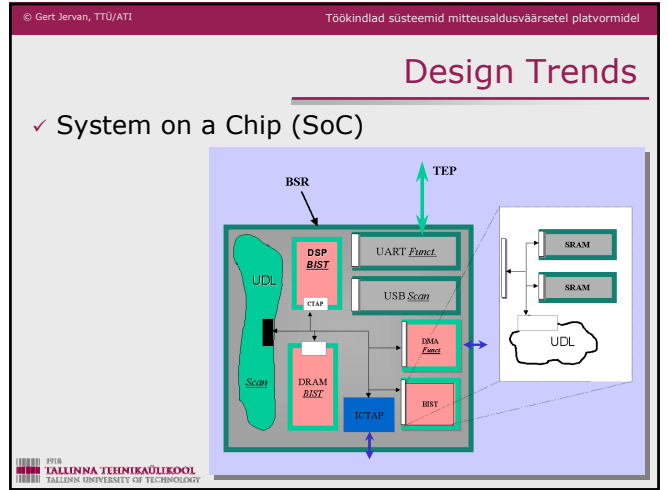 © Gert Jervan, TTÜ/ATI
Töökindlad süsteemid mitteusaldusväärsetel platvormidel
Design Trends
✓ System on a Chip (SoC)
TEP
BSR
DSP
BIST
CTAP
UART Funct.
USB Scan
UDL
Scan
DRAM
BIST
DMA
Funct
ICTAP
BIST
SRAM
SRAM
UDL
1918
TALLINNA TEHNIKAÜLIKOOL
TALLINN UNIVERSITY OF TECHNOLOGY